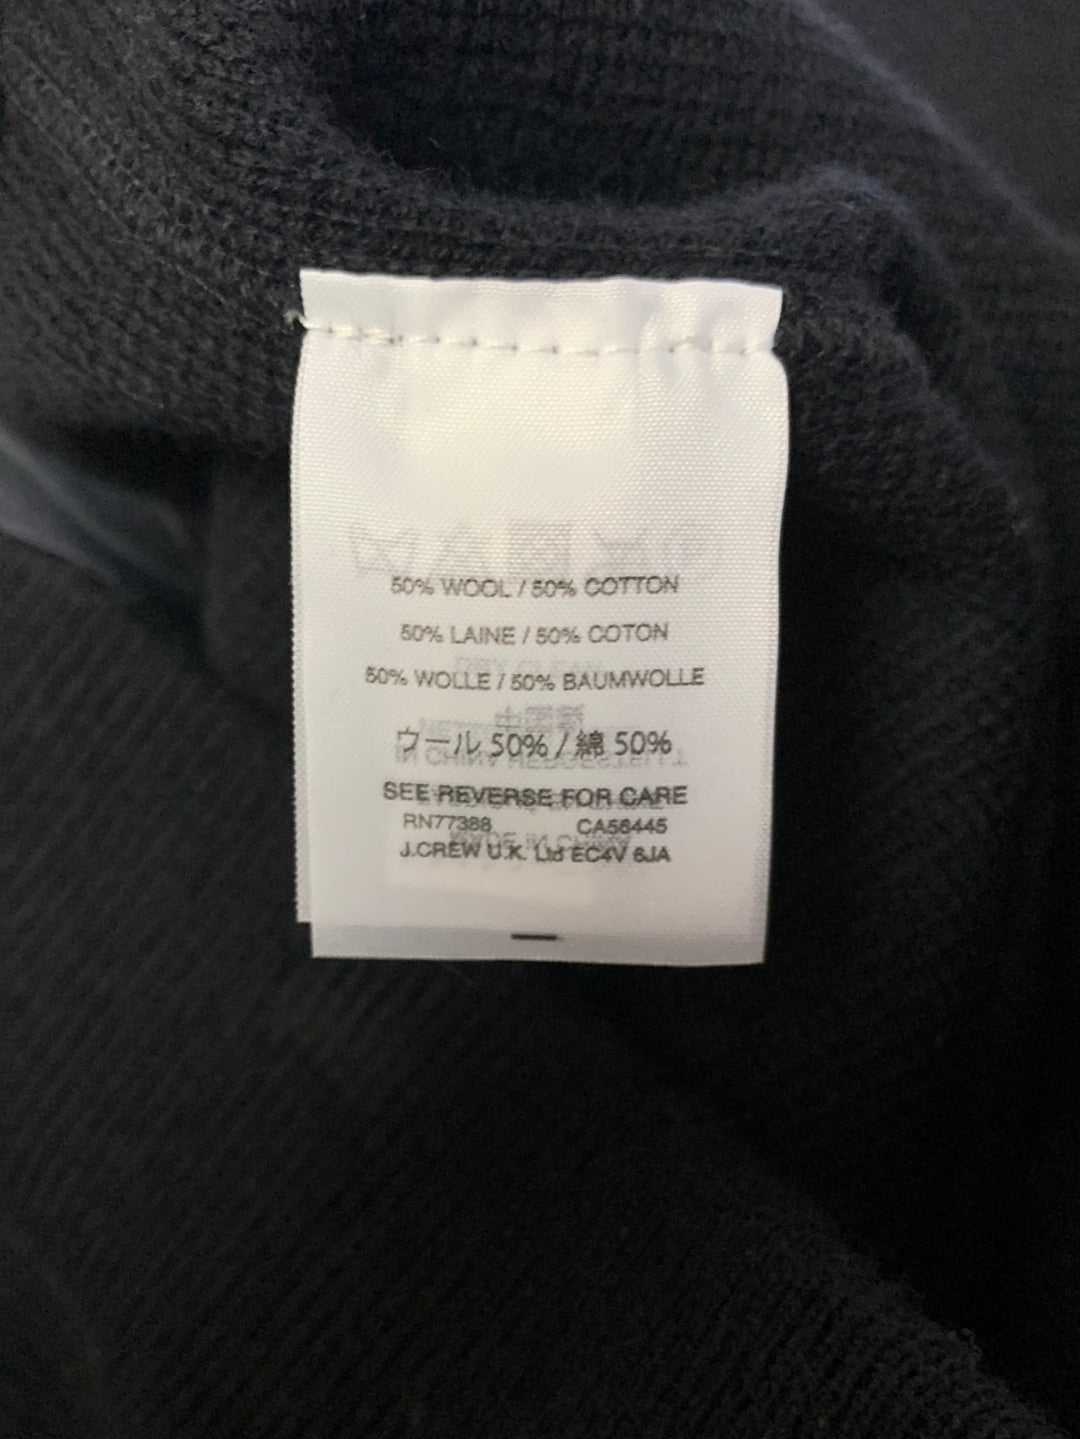 50% WOOL / 50% COTTON
50% LAINE / 50% COTON
50% WOLLE / 50% BAUMWOLLE
ウール 50% / 綿 50%
SEE REVERSE FOR CARE
RN77388 CA56445
J.CREW U.K. Ltd EC4V 6JA